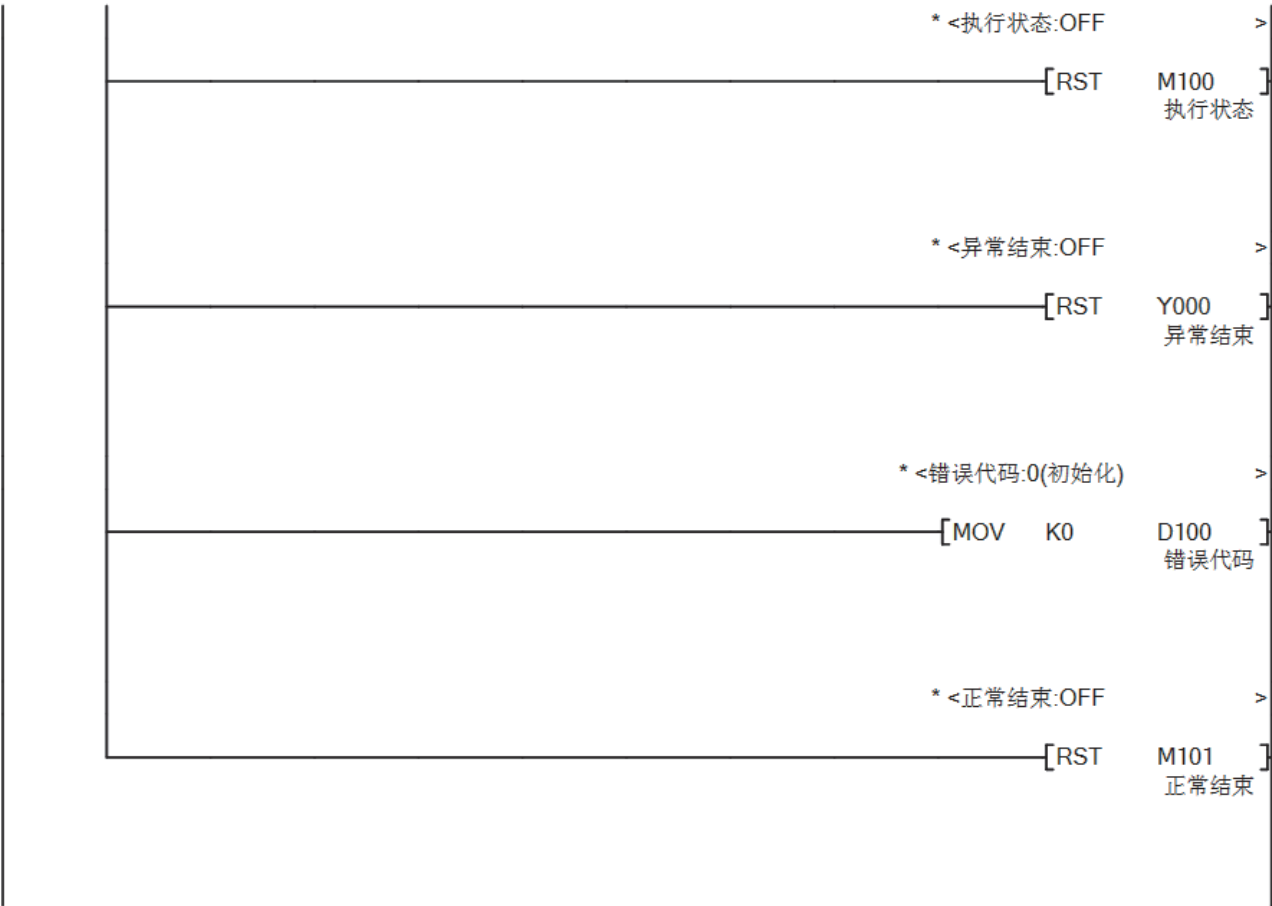 * <执行状态:OFF >
[RST M100 ]
执行状态
* <异常结束:OFF >
[RST Y000 ]
异常结束
* <错误代码:0(初始化) >
[MOV K0 D100 ]
错误代码
* <正常结束:OFF >
[RST M101 ]
正常结束